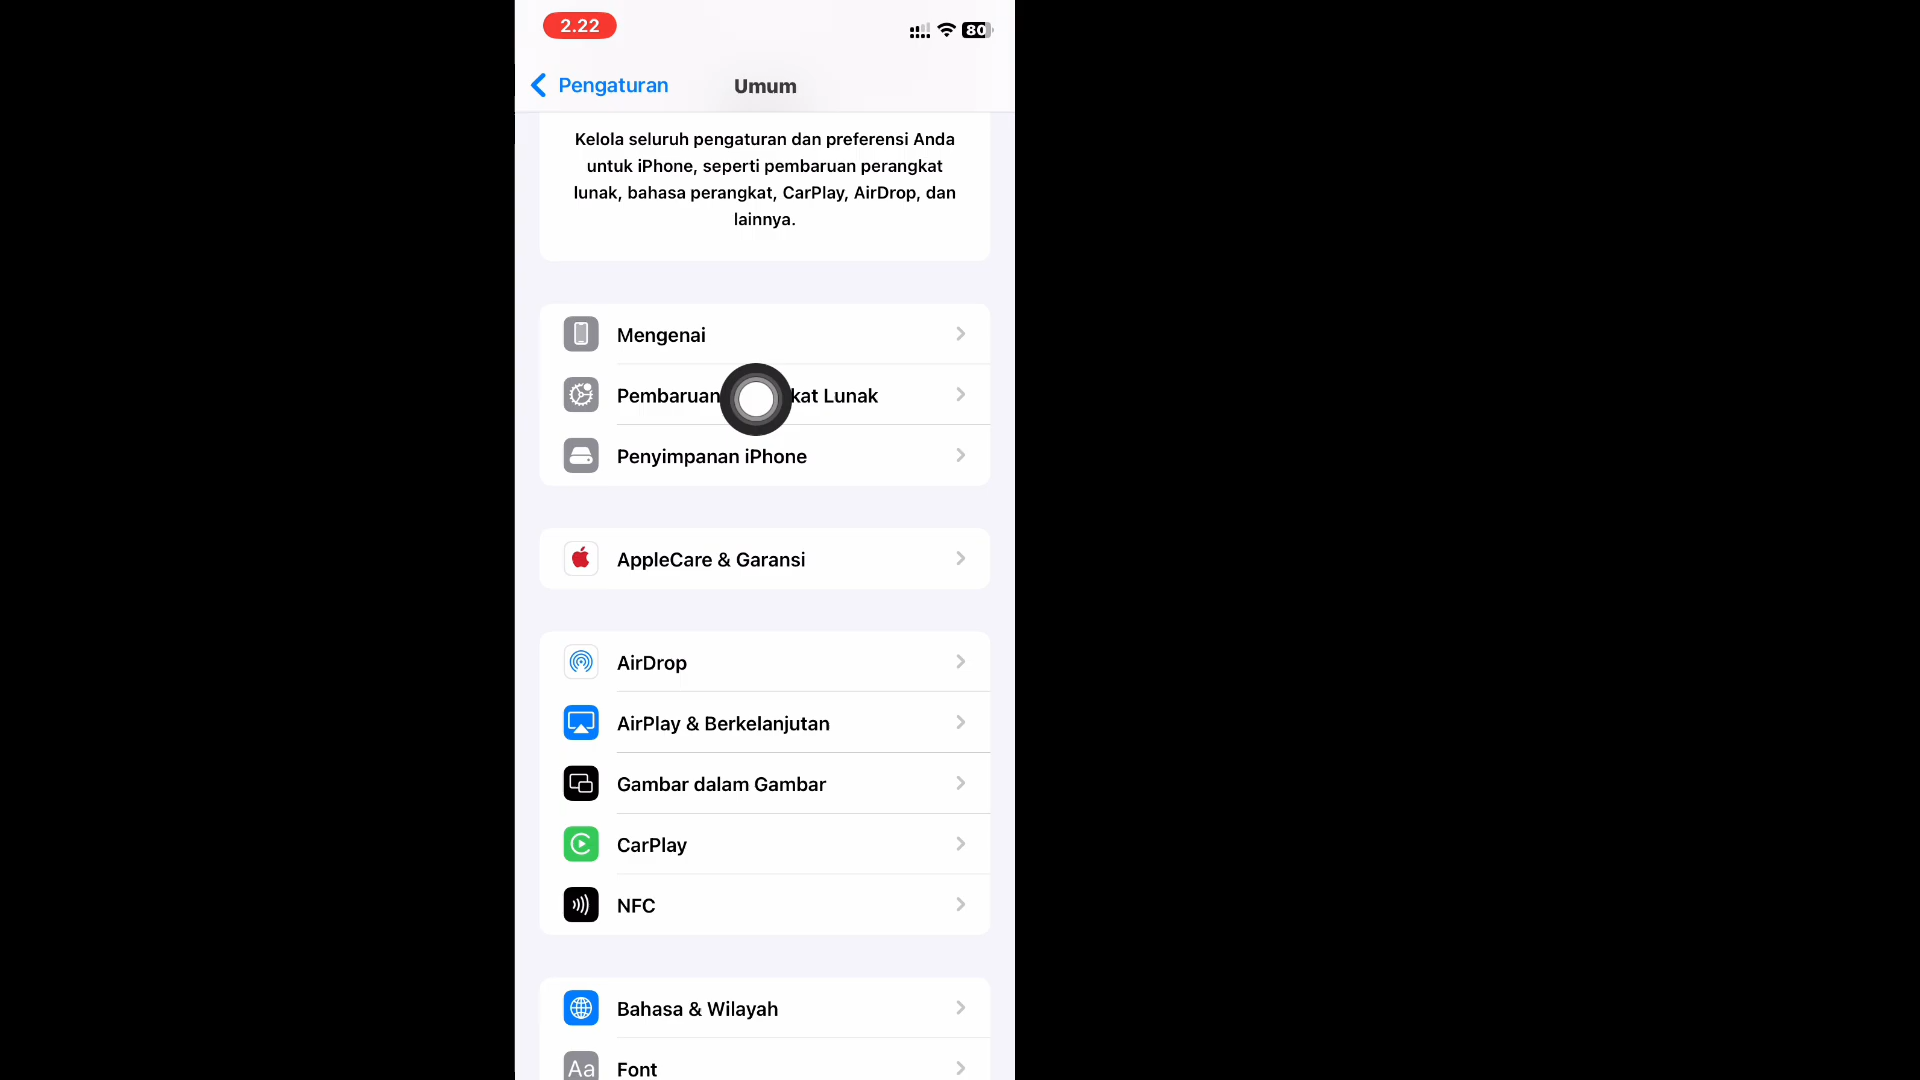 2.22
80
Pengaturan
Umum
Kelola seluruh pengaturan dan preferensi Anda
untuk iPhone, seperti pembaruan perangkat
lunak, bahasa perangkat, CarPlay, AirDrop, dan
lainnya.
Mengenai
Pembaruan kat Lunak
Penyimpanan iPhone
AppleCare & Garansi
AirDrop
AirPlay & Berkelanjutan
Gambar dalam Gambar
CarPlay
NFC
Bahasa & Wilayah
Aa Font